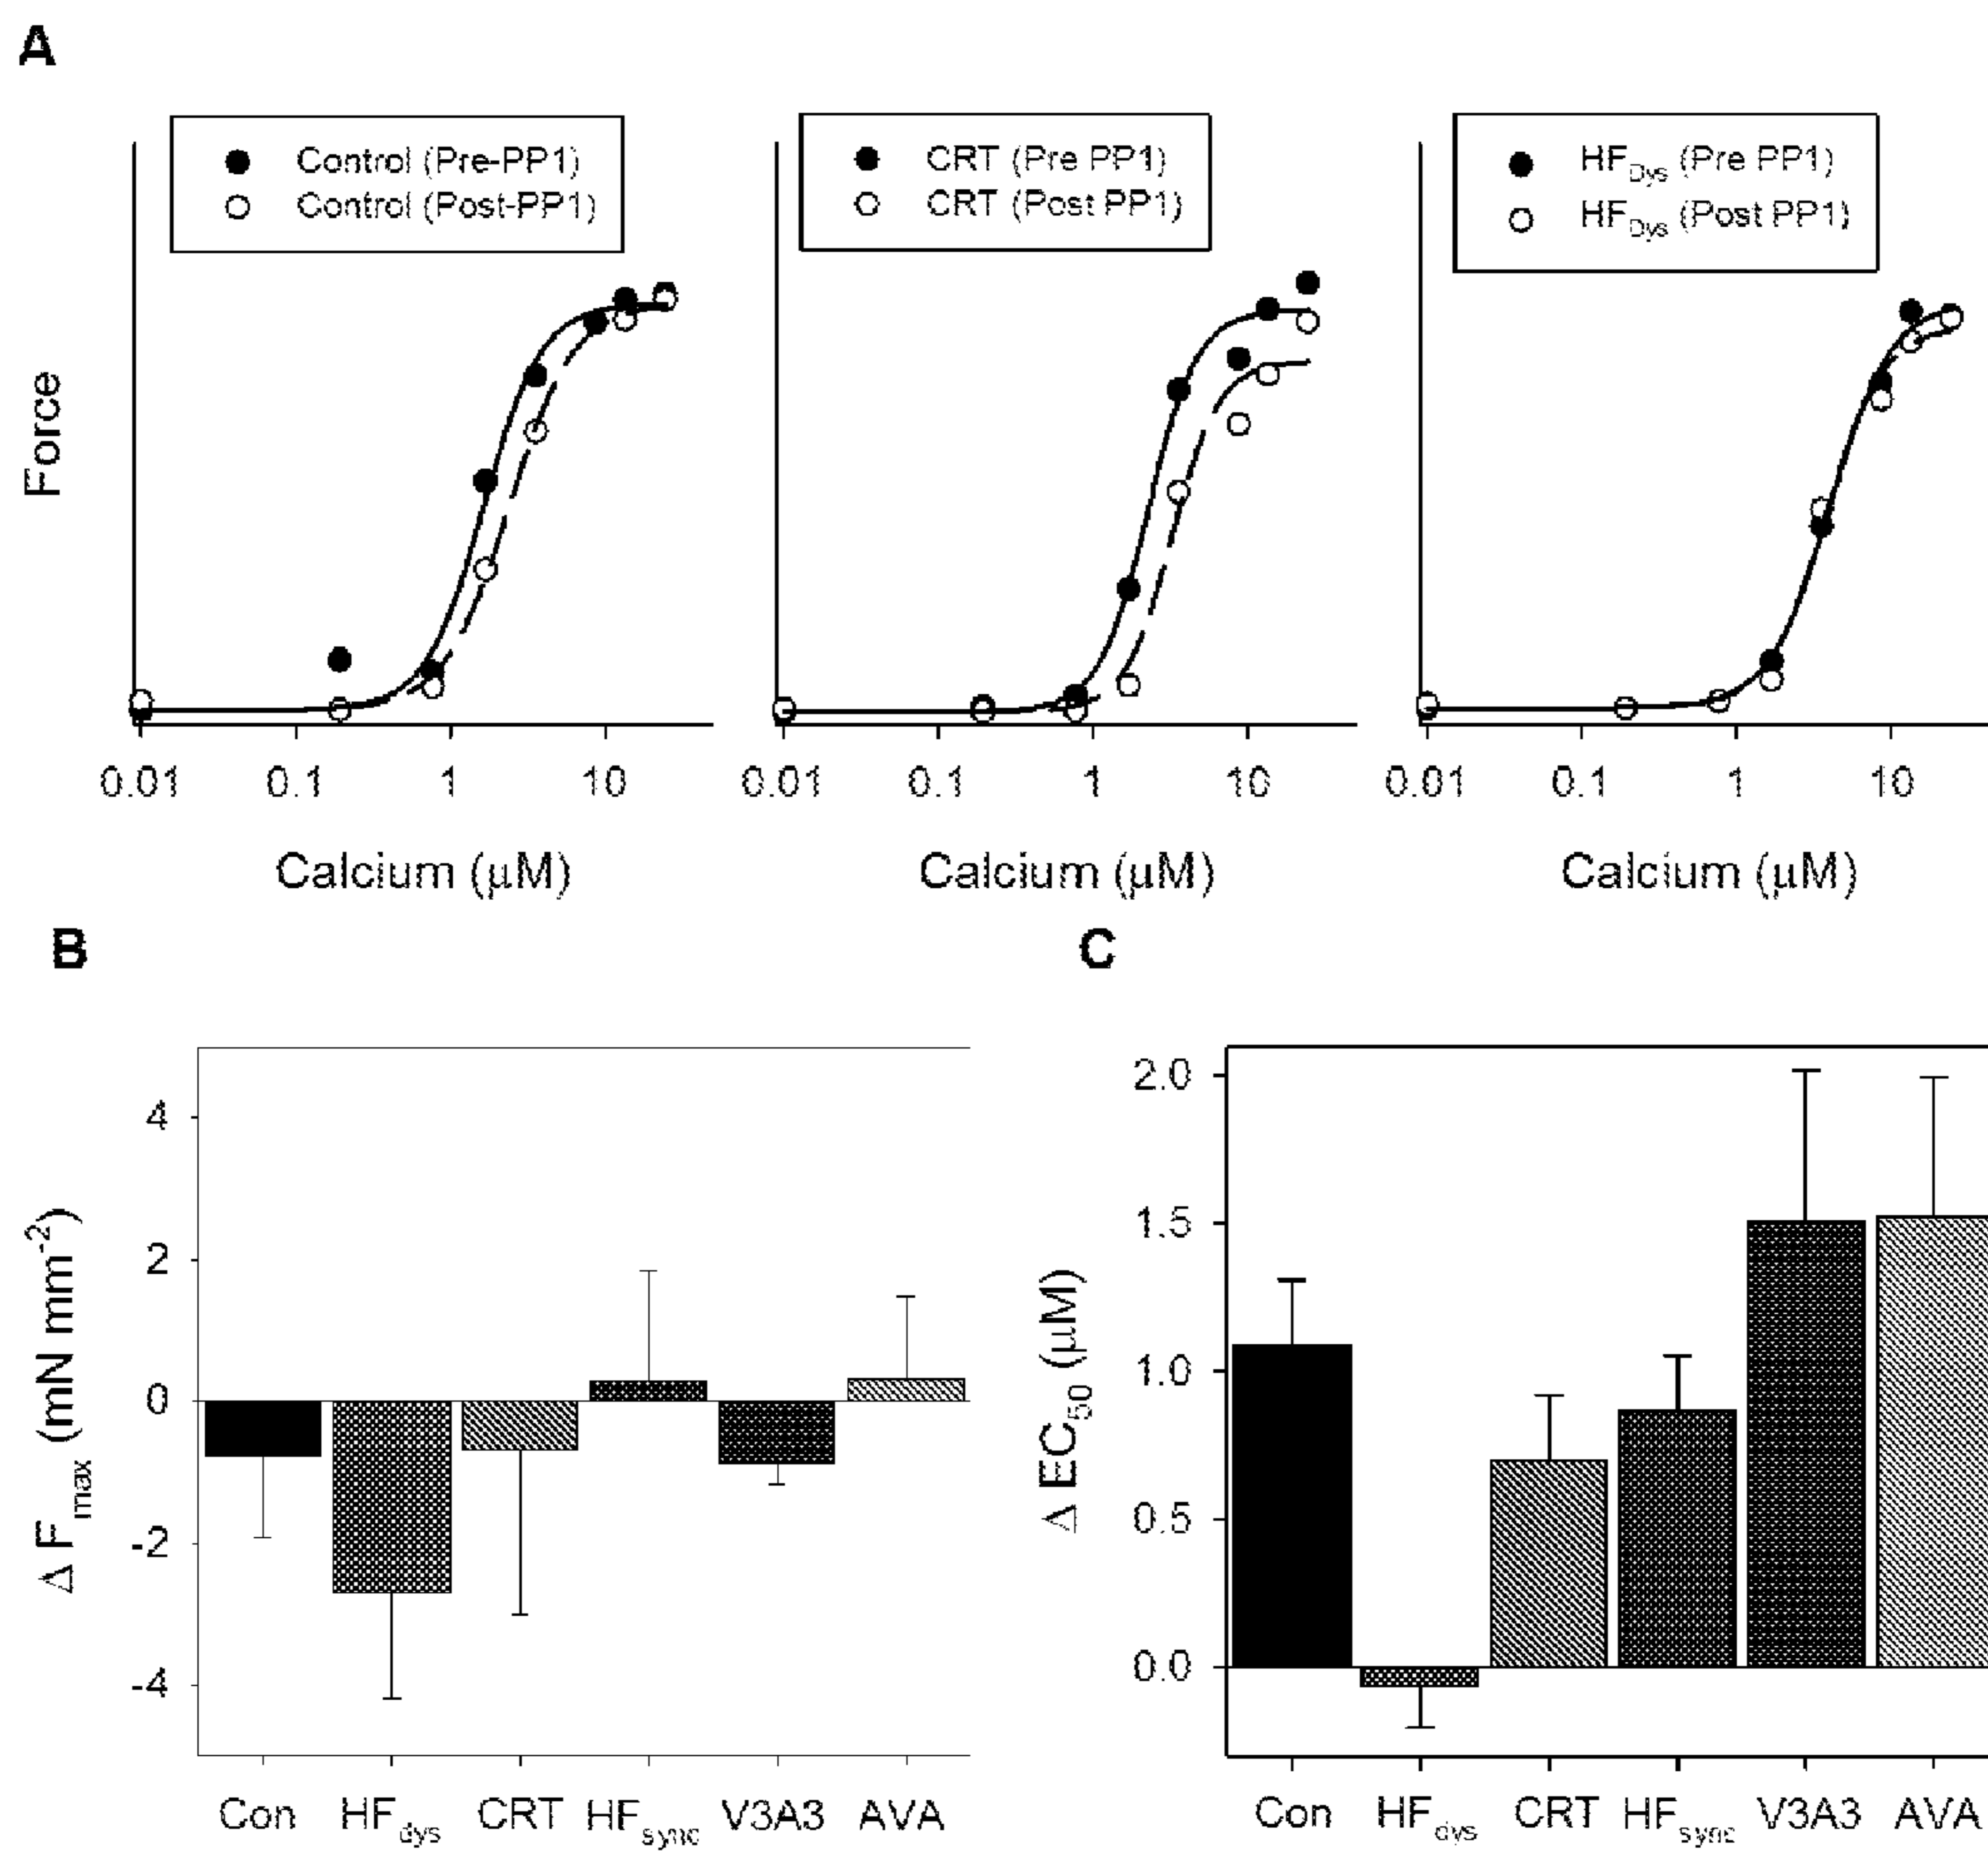 A
Control (Pre-PP1)
Control (Post-PP1)
CRT (Pre PP1)
CRT (Post PP1)
HFDys (Pre PP1)
HFDys (Post PP1)
Force
0.01 0.1 1 10
0.01 0.1 1 10
0.01 0.1 1 10
Calcium (μM)
Calcium (μM)
Calcium (μM)
B
Δ Fmax (mN mm-2)
4
2
0
-2
-4
Con HFdys CRT HFsync V3A3 AVA
C
Δ EC50 (μM)
2.0
1.5
1.0
0.5
0.0
Con HFdys CRT HFsync V3A3 AVA